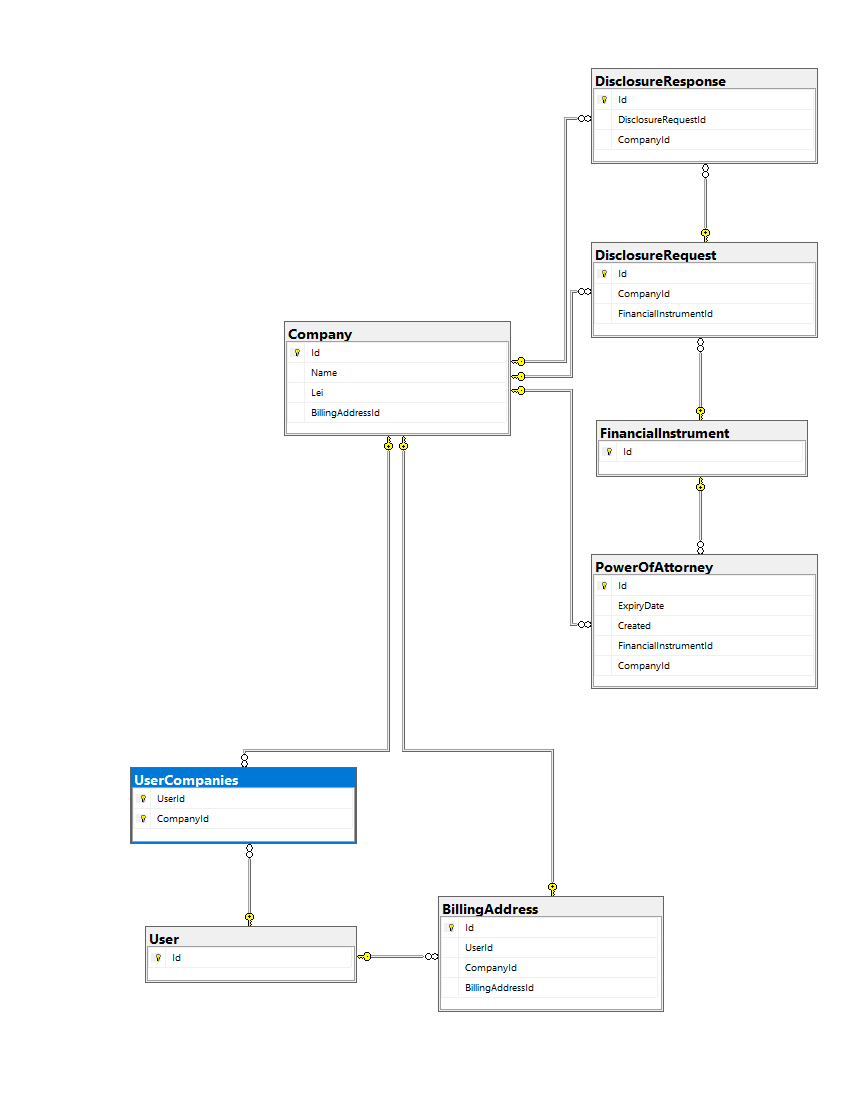 DisclosureResponse
Id
DisclosureRequestId
CompanyId
DisclosureRequest
Id
CompanyId
FinancialInstrumentId
Company
Id
Name
Lei
BillingAddressId
FinancialInstrument
Id
PowerOfAttorney
Id
ExpiryDate
Created
FinancialInstrumentId
CompanyId
UserCompanies
UserId
CompanyId
User
Id
BillingAddress
Id
UserId
CompanyId
BillingAddressId